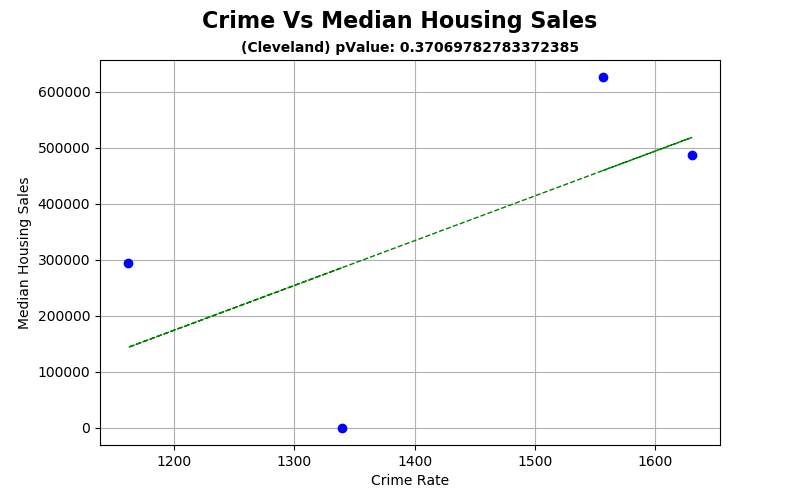 Crime Vs Median Housing Sales
(Cleveland) pValue: 0.37069782783372385
600000
500000
400000
300000
200000
100000
0
Median Housing Sales
1200 1300 1400 1500 1600
Crime Rate